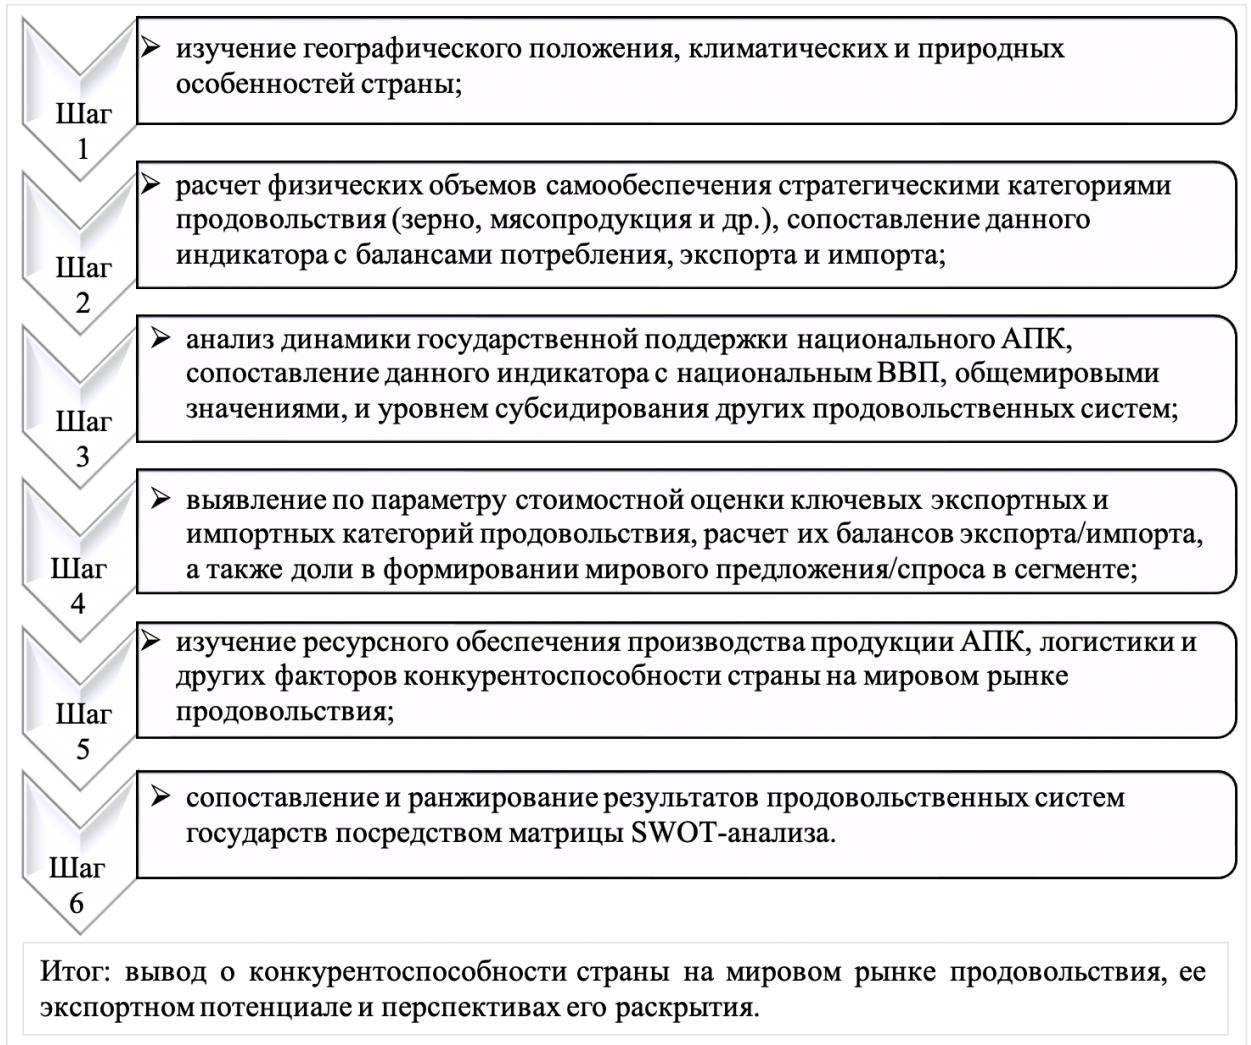 Шаг
1
➢ изучение географического положения, климатических и природных
особенностей страны;
Шаг
2
➢ расчет физических объемов самообеспечения стратегическими категориями
продовольствия (зерно, мясопродукция и др.), сопоставление данного
индикатора с балансами потребления, экспорта и импорта;
Шаг
3
➢ анализ динамики государственной поддержки национального АПК,
сопоставление данного индикатора с национальным ВВП, общемировыми
значениями, и уровнем субсидирования других продовольственных систем;
Шаг
4
➢ выявление по параметру стоимостной оценки ключевых экспортных и
импортных категорий продовольствия, расчет их балансов экспорта/импорта,
а также доли в формировании мирового предложения/спроса в сегменте;
Шаг
5
➢ изучение ресурсного обеспечения производства продукции АПК, логистики и
других факторов конкурентоспособности страны на мировом рынке
продовольствия;
Шаг
6
➢ сопоставление и ранжирование результатов продовольственных систем
государств посредством матрицы SWOT-анализа.
Итог: вывод о конкурентоспособности страны на мировом рынке продовольствия, ее
экспортном потенциале и перспективах его раскрытия.